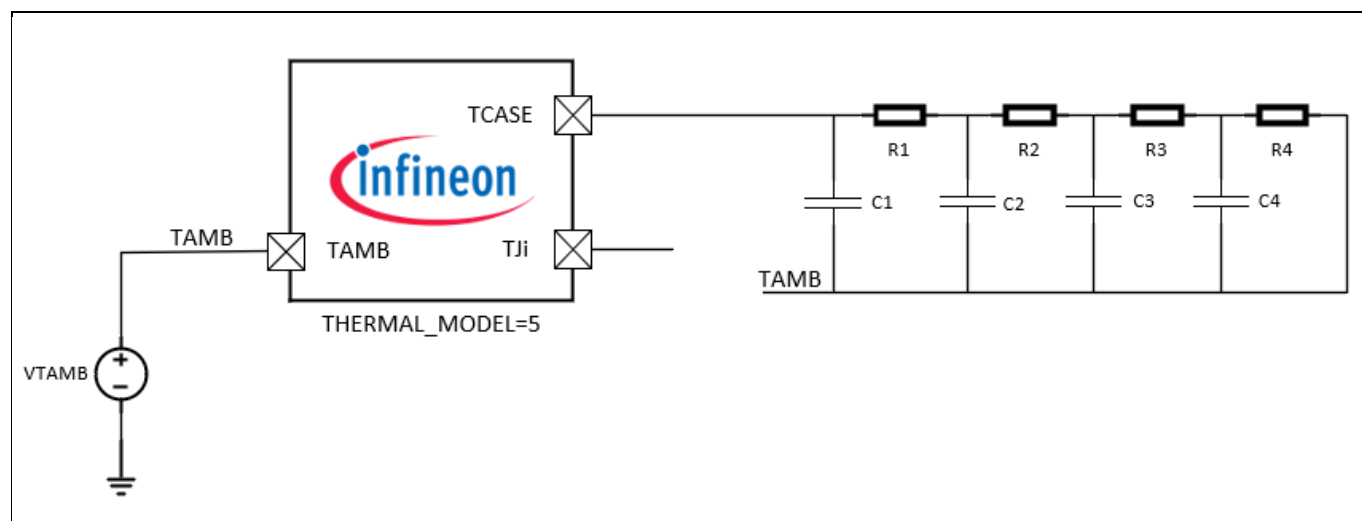 TCASE
infineon
TAMB
TAMB
TJi
THERMAL_MODEL=5
VTAMB
+
−
R1
R2
R3
R4
C1
C2
C3
C4
TAMB